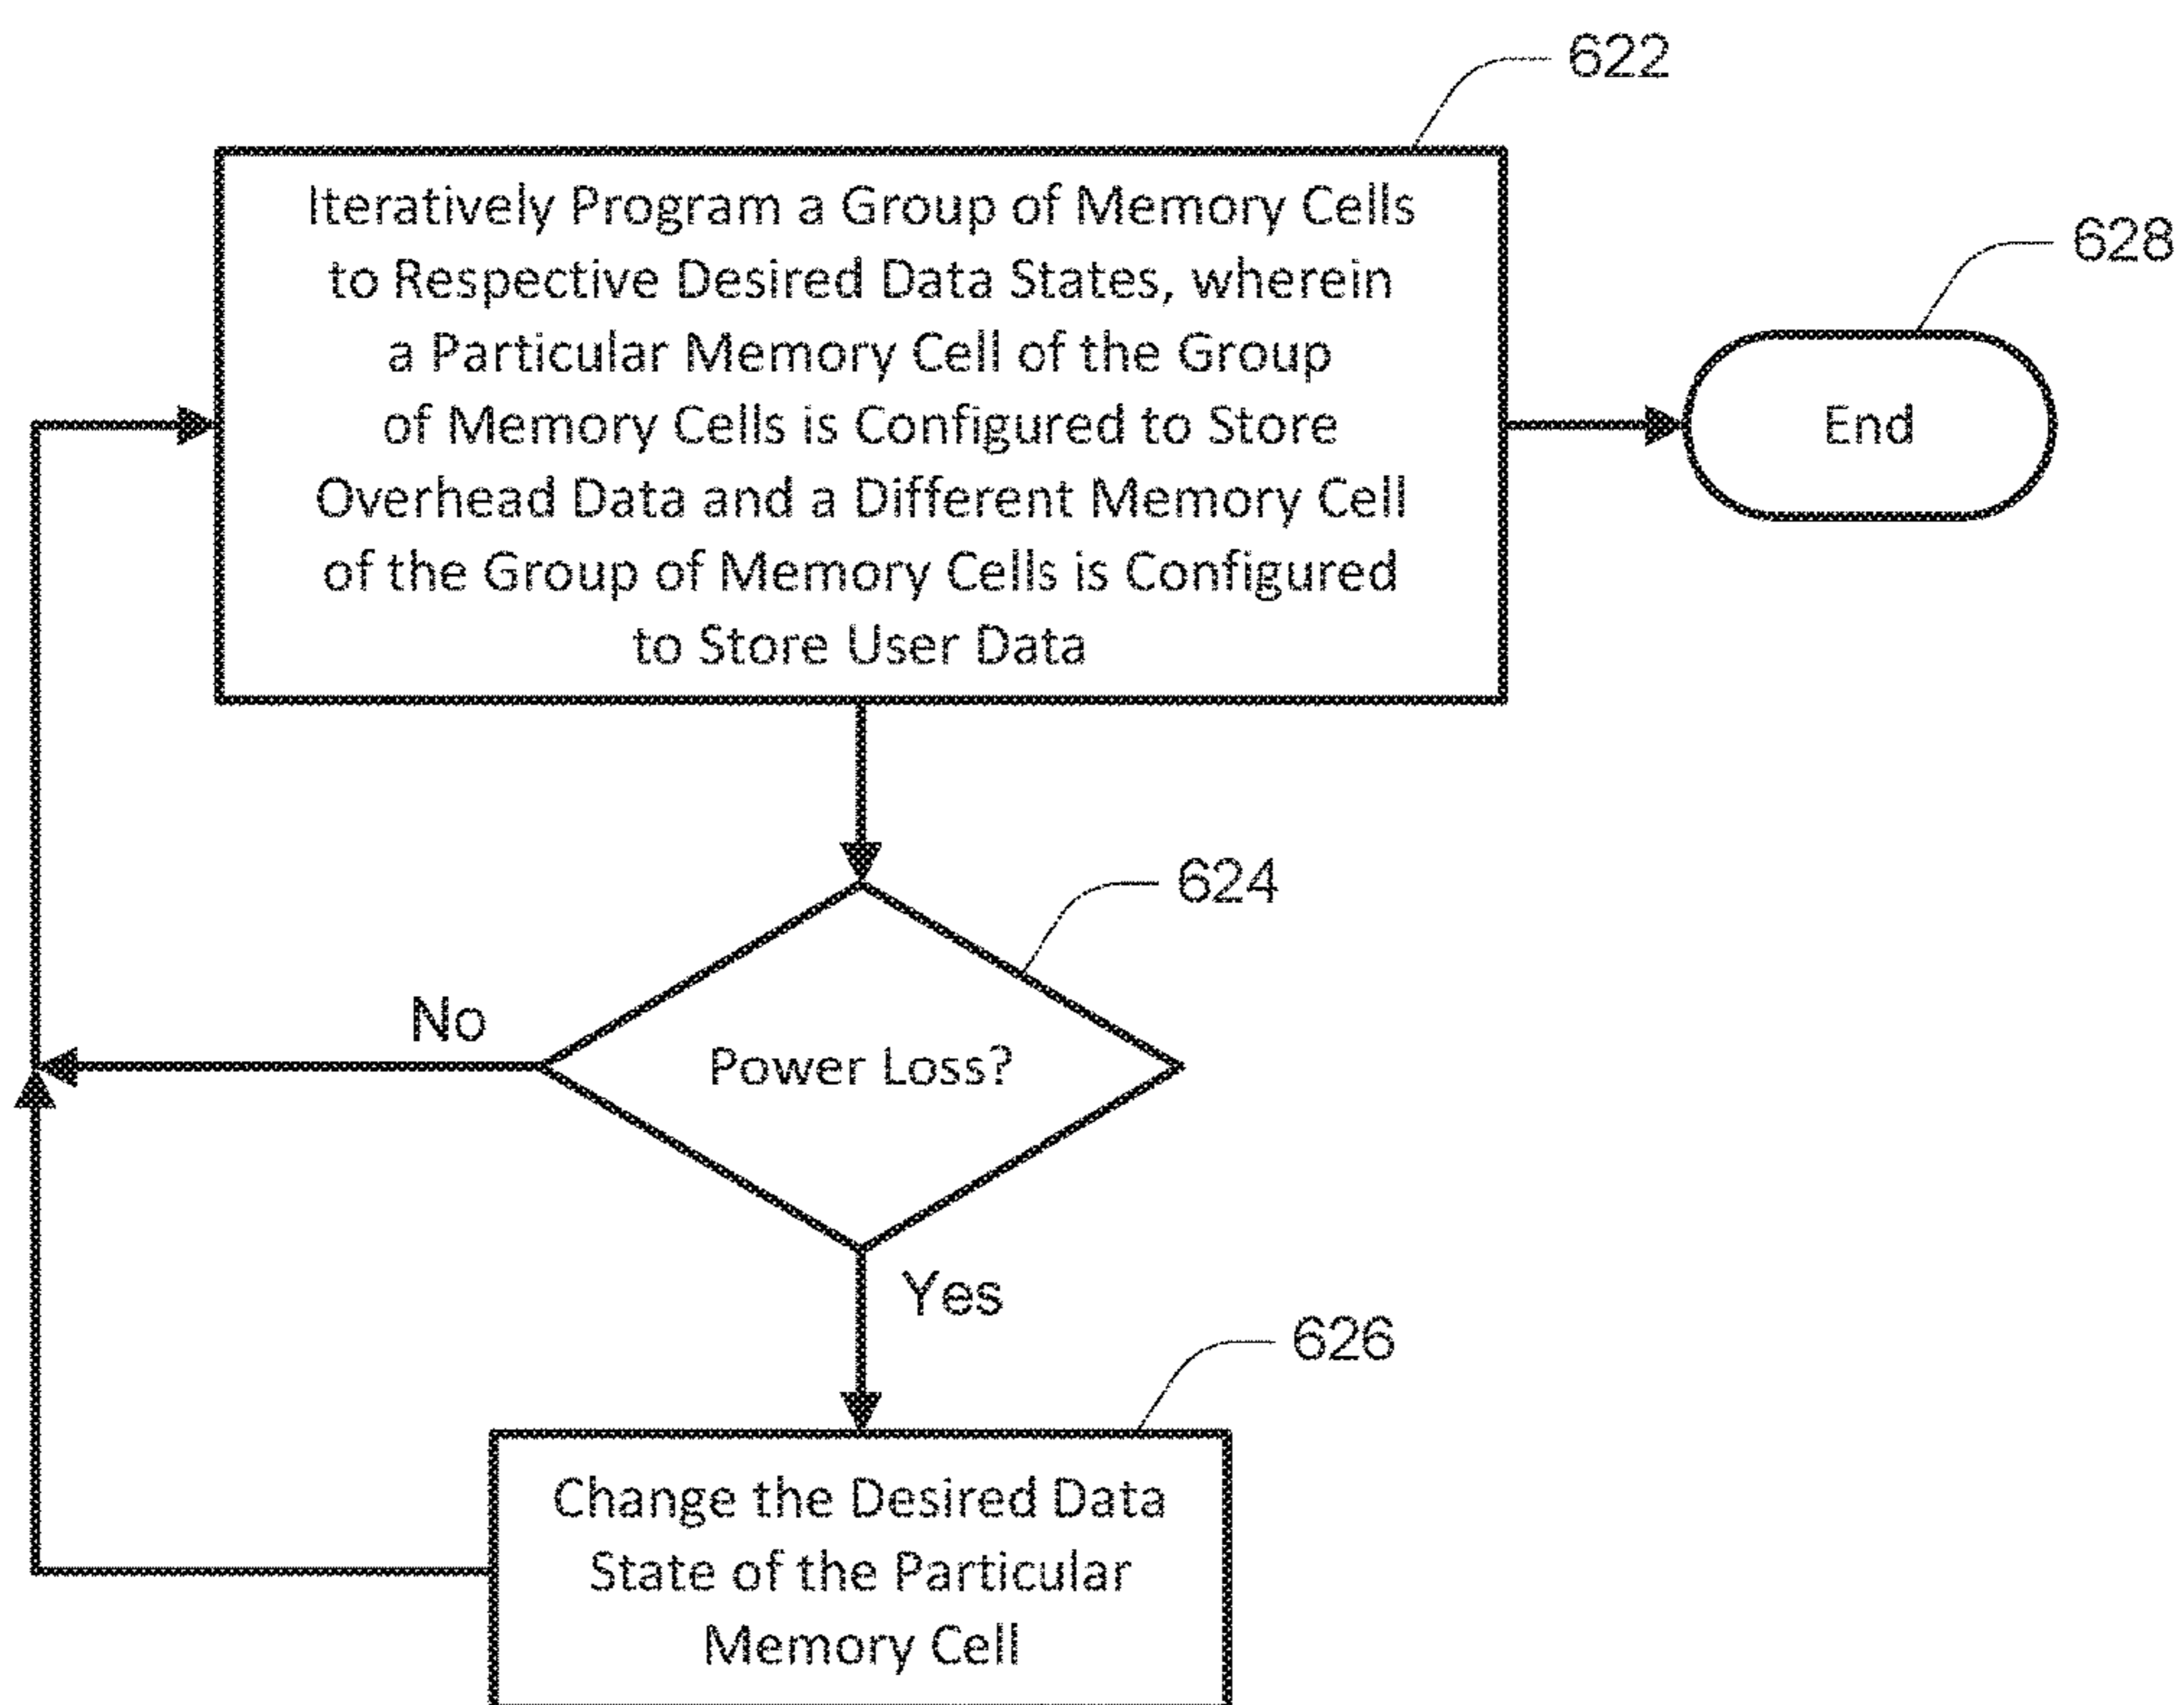 622
Iteratively Program a Group of Memory Cells
to Respective Desired Data States, wherein
a Particular Memory Cell of the Group
of Memory Cells is Configured to Store
Overhead Data and a Different Memory Cell
of the Group of Memory Cells is Configured
to Store User Data
628
End
624
No
Power Loss?
Yes
626
Change the Desired Data
State of the Particular
Memory Cell